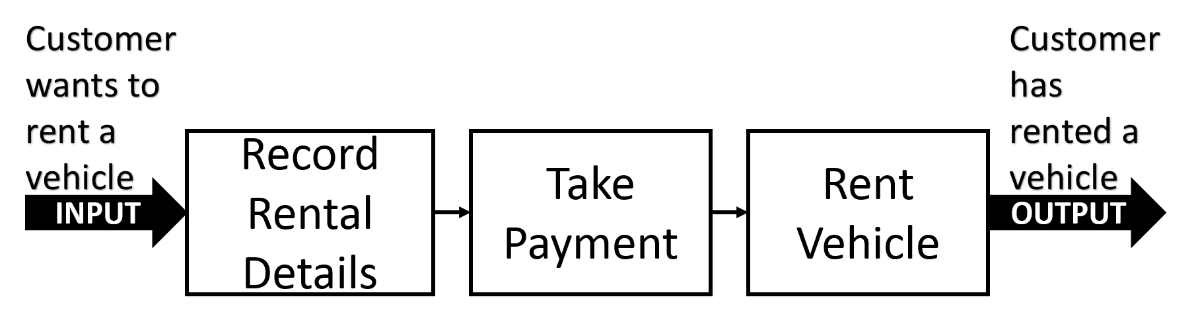 Customer
wants to
rent a
vehicle
INPUT
Record
Rental
Details
Take
Payment
Rent
Vehicle
Customer
has
rented a
vehicle
OUTPUT